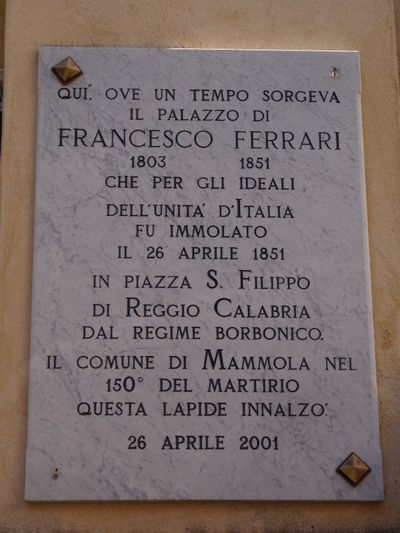 QUI', OVE UN TEMPO SORGEVA
IL PALAZZO DI
FRANCESCO FERRARI
1803 1851
CHE PER GLI IDEALI
DELL'UNITA' D'ITALIA
FU IMMOLATO
IL 26 APRILE 1851
IN PIAZZA S. FILIPPO
DI REGGIO CALABRIA
DAL REGIME BORBONICO.
IL COMUNE DI MAMMOLA NEL
150° DEL MARTIRIO
QUESTA LAPIDE INNALZO'
26 APRILE 2001